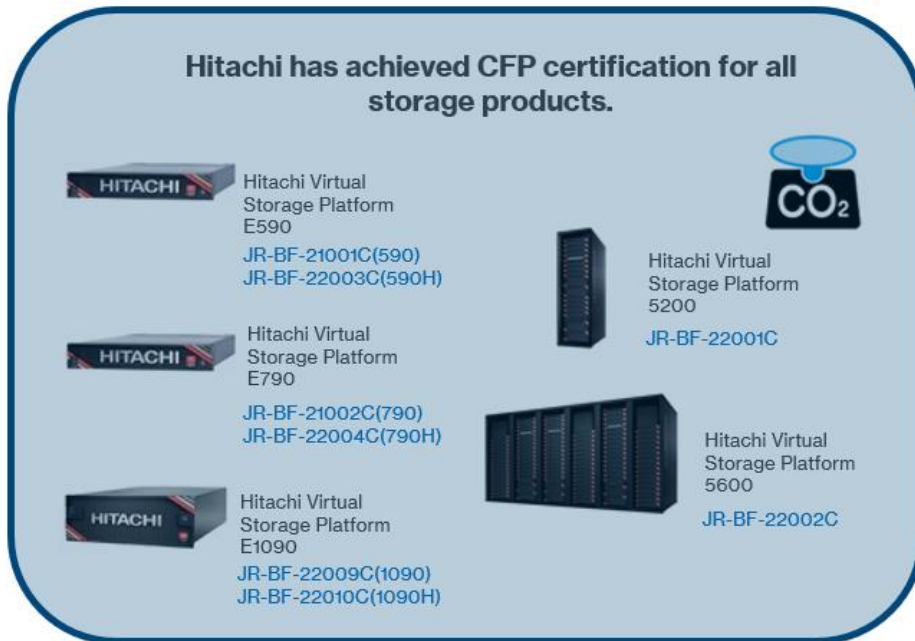 Hitachi has achieved CFP certification for all
storage products.
HITACHI
Hitachi Virtual
Storage Platform
E590
JR-BF-21001C(590)
JR-BF-22003C(590H)
HITACHI
Hitachi Virtual
Storage Platform
E790
JR-BF-21002C(790)
JR-BF-22004C(790H)
HITACHI
Hitachi Virtual
Storage Platform
E1090
JR-BF-22009C(1090)
JR-BF-22010C(1090H)
CO₂
Hitachi Virtual
Storage Platform
5200
JR-BF-22001C
Hitachi Virtual
Storage Platform
5600
JR-BF-22002C